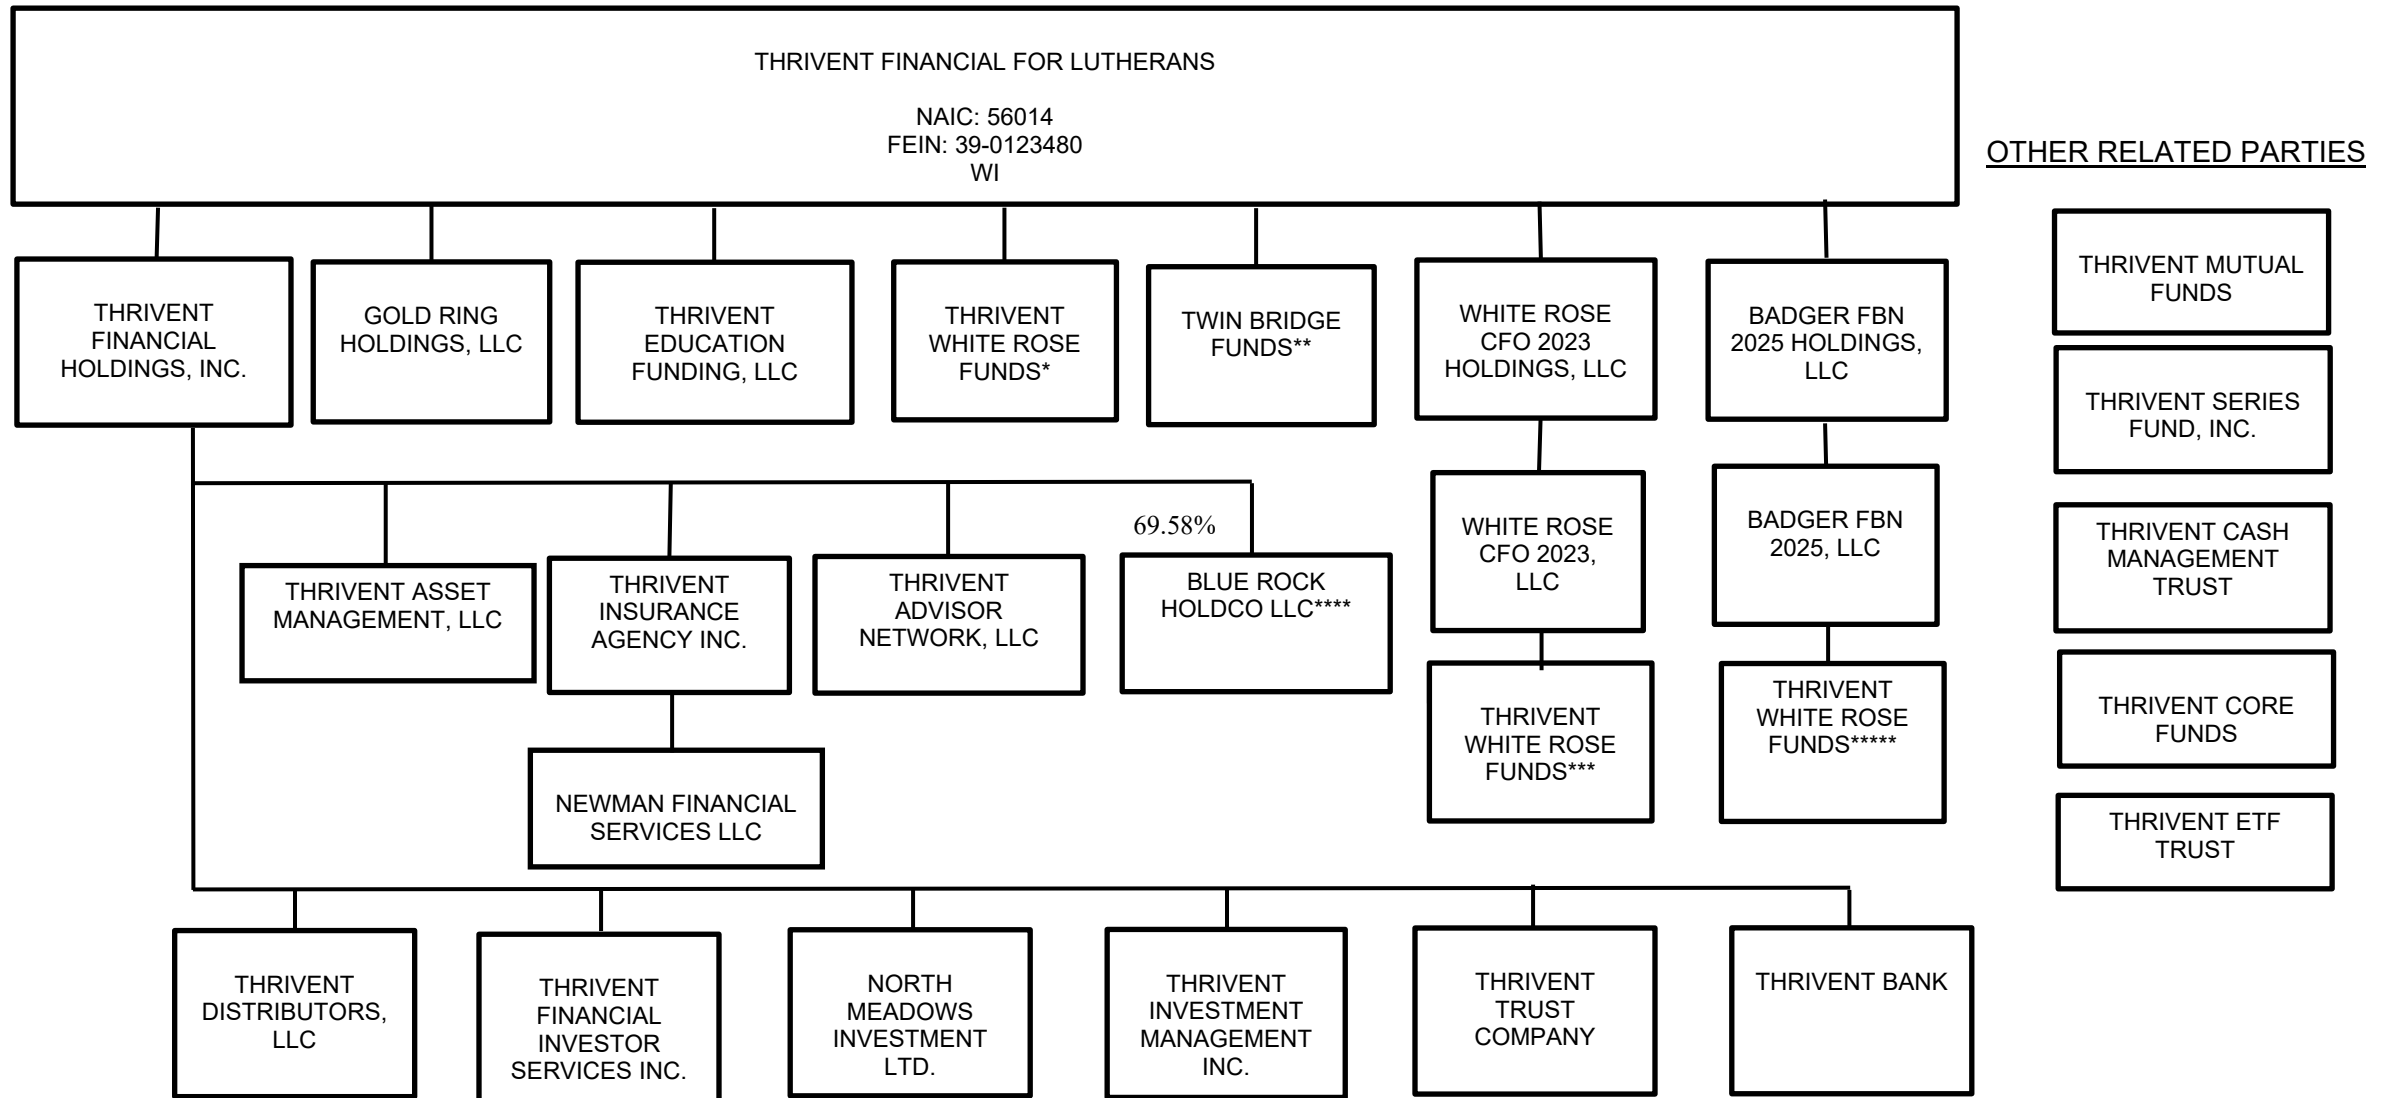 THRIVENT FINANCIAL FOR LUTHERANS
NAIC: 56014
FEIN: 39-0123480
WI
OTHER RELATED PARTIES
THRIVENT
FINANCIAL
HOLDINGS, INC.
GOLD RING
HOLDINGS, LLC
THRIVENT
EDUCATION
FUNDING, LLC
THRIVENT
WHITE ROSE
FUNDS*
TWIN BRIDGE
FUNDS**
WHITE ROSE
CFO 2023
HOLDINGS, LLC
BADGER FBN
2025 HOLDINGS,
LLC
THRIVENT MUTUAL
FUNDS
THRIVENT SERIES
FUND, INC.
THRIVENT CASH
MANAGEMENT
TRUST
THRIVENT CORE
FUNDS
THRIVENT ETF
TRUST
69.58%
THRIVENT ASSET
MANAGEMENT, LLC
THRIVENT
INSURANCE
AGENCY INC.
THRIVENT
ADVISOR
NETWORK, LLC
BLUE ROCK
HOLDCO LLC****
WHITE ROSE
CFO 2023,
LLC
BADGER FBN
2025, LLC
NEWMAN FINANCIAL
SERVICES LLC
THRIVENT
WHITE ROSE
FUNDS***
THRIVENT
WHITE ROSE
FUNDS*****
THRIVENT
DISTRIBUTORS,
LLC
THRIVENT
FINANCIAL
INVESTOR
SERVICES INC.
NORTH
MEADOWS
INVESTMENT
LTD.
THRIVENT
INVESTMENT
MANAGEMENT
INC.
THRIVENT
TRUST
COMPANY
THRIVENT BANK